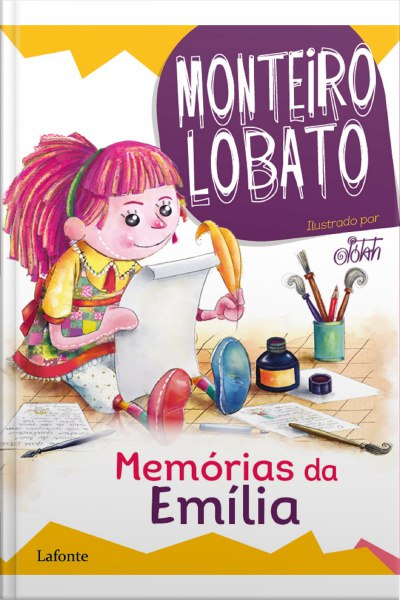 MONTEIRO
LOBATO
Ilustrado por
Memórias da
Emília
Lafonte